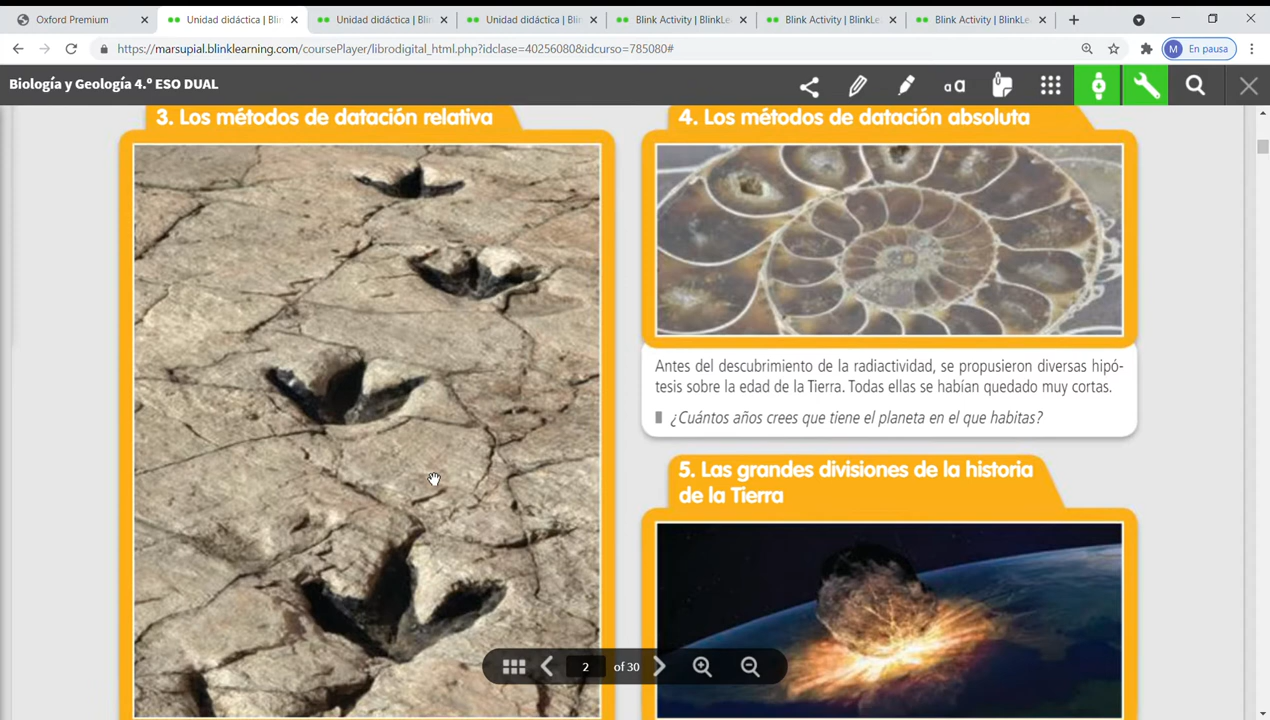 Oxford Premium
Unidad didáctica | Bli
Unidad didáctica | Bli
Unidad didáctica | Bli
Blink Activity | BlinkLe
Blink Activity | BlinkLe
Blink Activity | BlinkLe
https://marsupial.blinklearning.com/coursePlayer/librodigital_html.php?idclase=40256080&idcurso=785080#
M En pausa
Biología y Geología 4.º ESO DUAL
aa
3. Los métodos de datación relativa
4. Los métodos de datación absoluta
Antes del descubrimiento de la radiactividad, se propusieron diversas hipó-
tesis sobre la edad de la Tierra. Todas ellas se habían quedado muy cortas.
¿Cuántos años crees que tiene el planeta en el que habitas?
5. Las grandes divisiones de la historia
de la Tierra
2 of 30